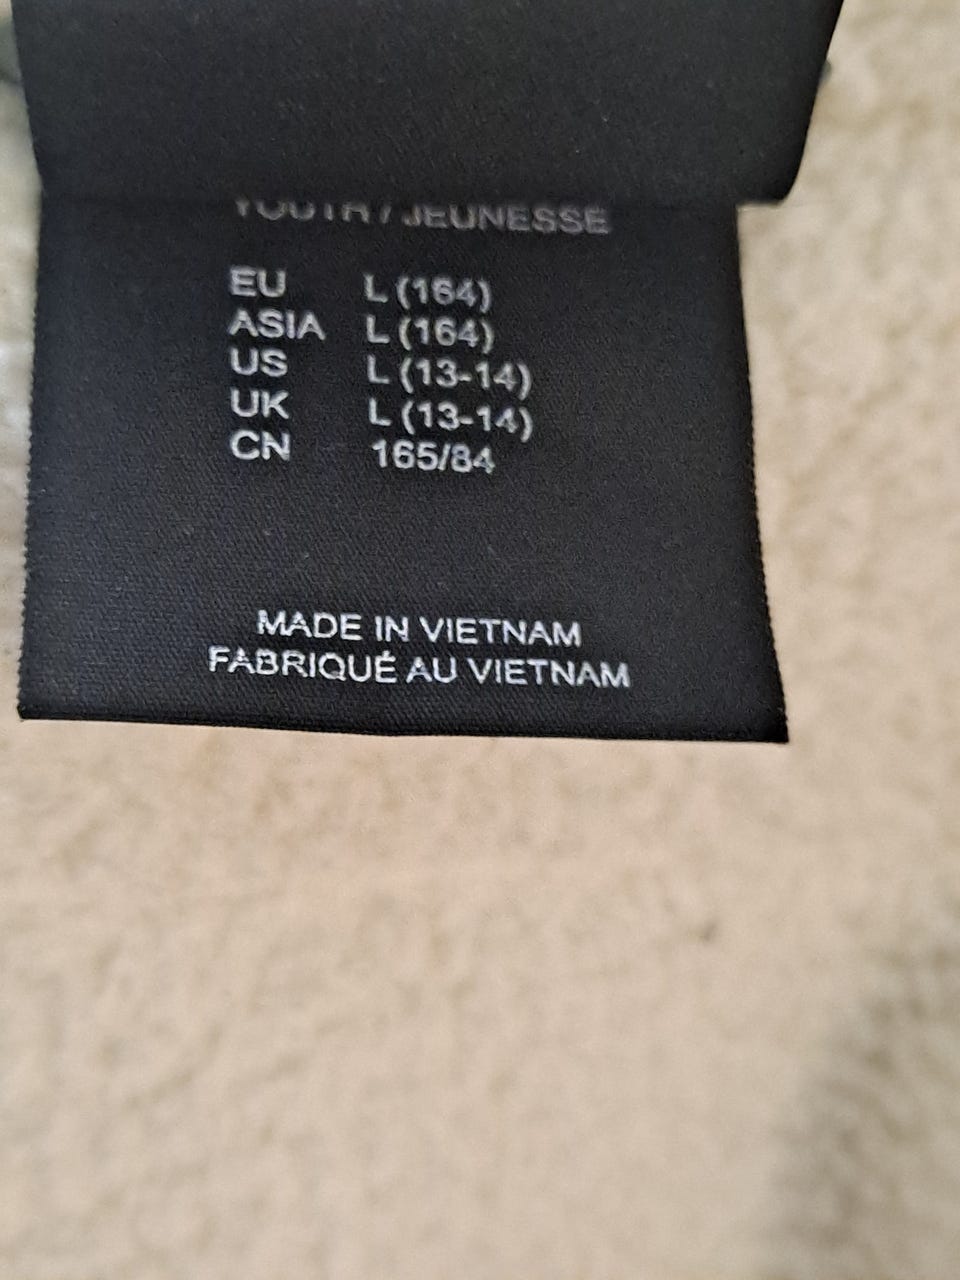 YOUTH / JEUNESSE
EU L (164)
ASIA L (164)
US L (13-14)
UK L (13-14)
CN 165/84
MADE IN VIETNAM
FABRIQUÉ AU VIETNAM